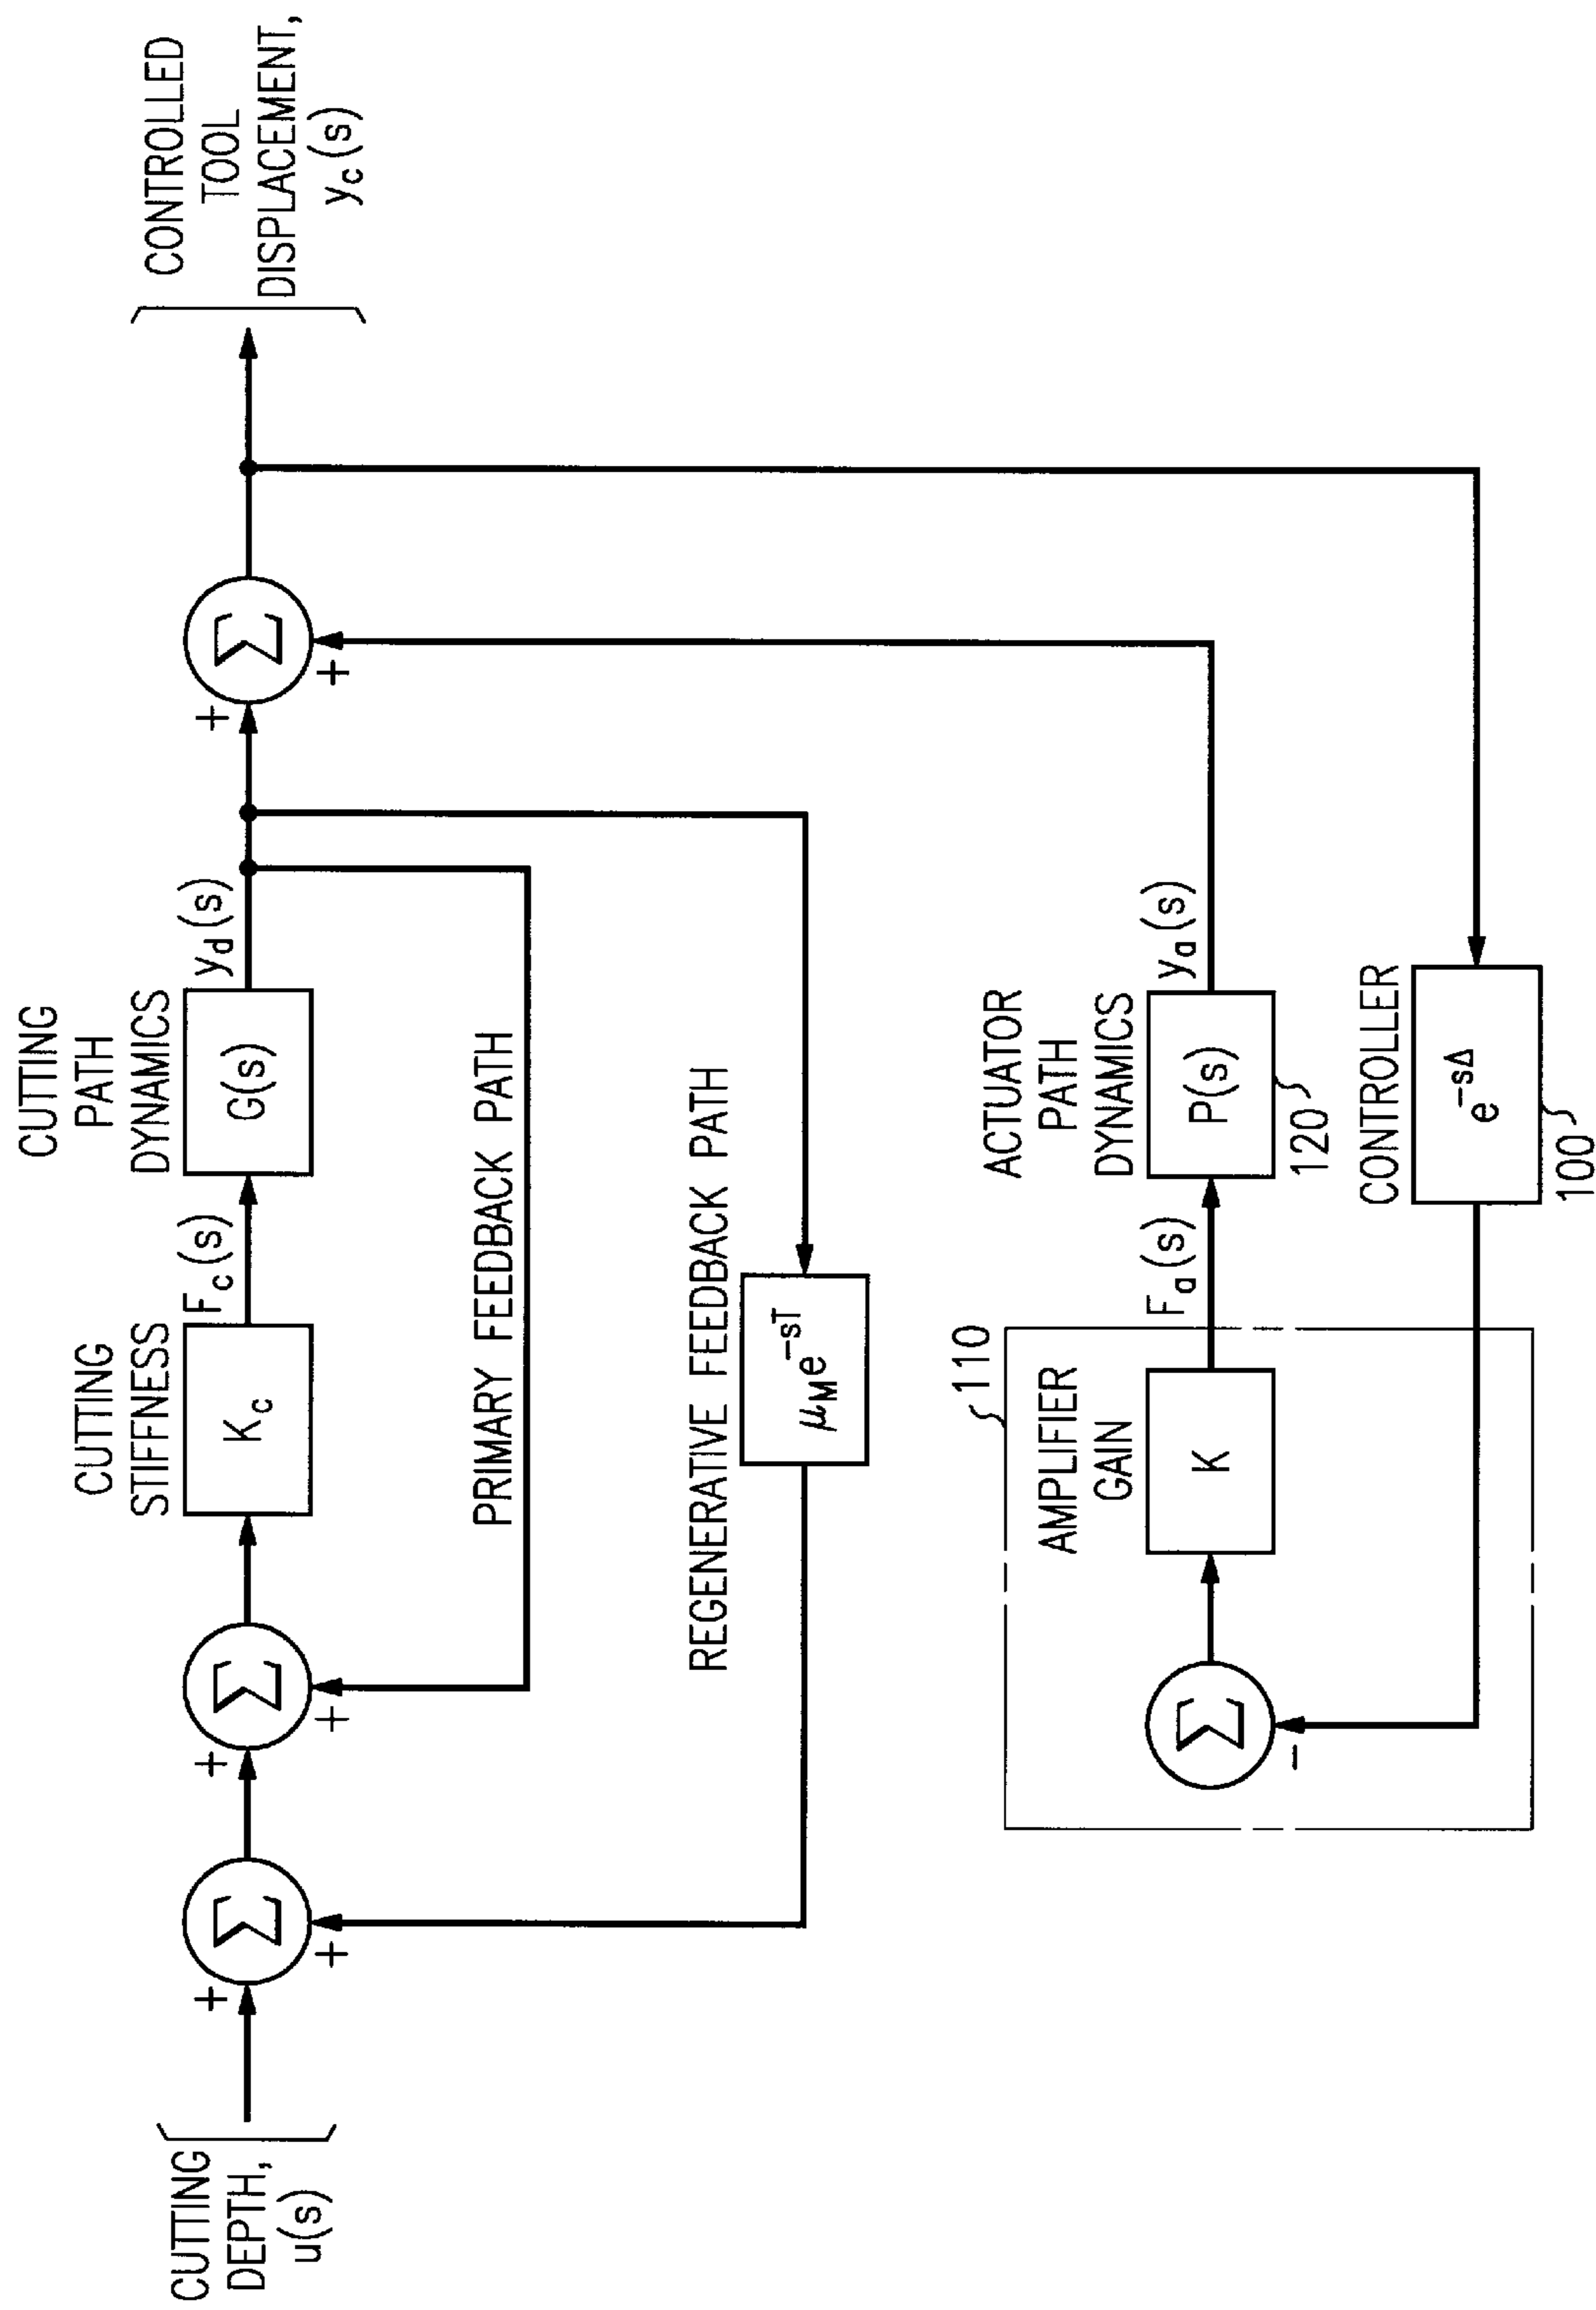 CUTTING
DEPTH,
u(s)
+
+
+
+
CUTTING
STIFFNESS
K_c
F_c(s)
CUTTING
PATH
DYNAMICS
G(s)
y_d(s)
+
+
Σ
Σ
Σ
CONTROLLED
TOOL
DISPLACEMENT,
y_c(s)
PRIMARY FEEDBACK PATH
REGENERATIVE FEEDBACK PATH
μ_M e^{-sT}
110
AMPLIFIER
GAIN
Σ
-
K
F_a(s)
ACTUATOR
PATH
DYNAMICS
P(s)
120
y_a(s)
CONTROLLER
e^{-sΔ}
100